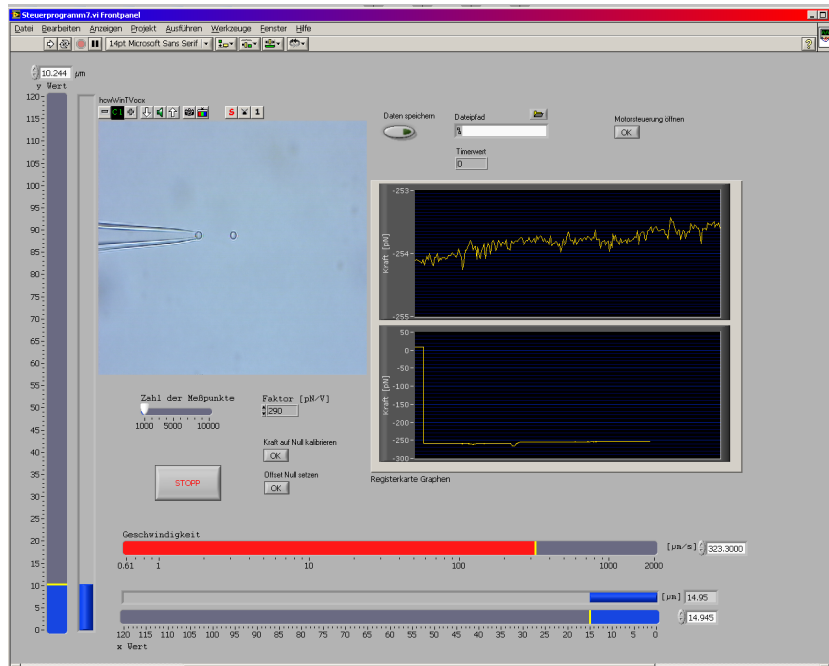 Steuerprogramm7.vi Frontpanel
Datei Bearbeiten Anzeigen Projekt Ausführen Werkzeuge Fenster Hilfe
14pt Microsoft Sans Serif
?
10.244 µm
y Wert
120
115
110
105
100
95
90
85
80
75
70
65
60
55
50
45
40
35
30
25
20
15
10
5
0
hcwWinTVocx
C1 S 1
Daten speichern
Dateipfad
%
Timerwert
0
Motorsteuerung öffnen
OK
-253
-254
-255
Kraft [pN]
50
0
-50
-100
-150
-200
-250
-300
Kraft [pN]
Registerkarte Graphen
Zahl der Meßpunkte
1000 5000 10000
Faktor [pN/V]
290
Kraft auf Null kalibrieren
OK
Offset Null setzen
OK
STOPP
Geschwindigkeit
[µm/s] 323.3000
0.61 1 10 100 1000 2000
[µm] 14.95
14.945
120 115 110 105 100 95 90 85 80 75 70 65 60 55 50 45 40 35 30 25 20 15 10 5 0
x Wert